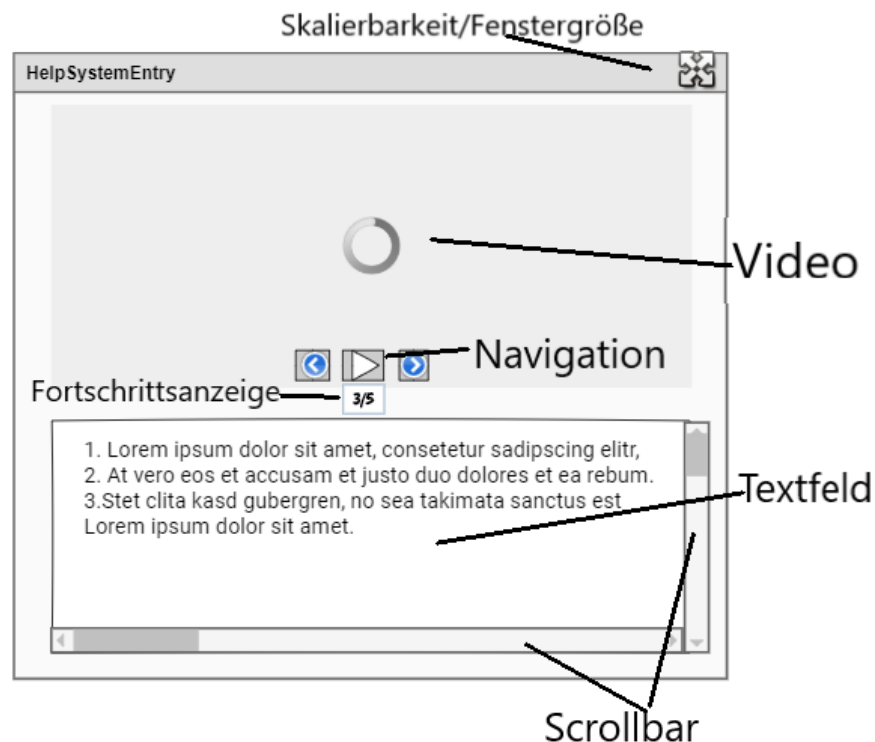 Skalierbarkeit/Fenstergröße
HelpSystemEntry
Video
Navigation
Fortschrittsanzeige
3/5
1. Lorem ipsum dolor sit amet, consetetur sadipscing elitr,
2. At vero eos et accusam et justo duo dolores et ea rebum.
3.Stet clita kasd gubergren, no sea takimata sanctus est
Lorem ipsum dolor sit amet.
Textfeld
Scrollbar